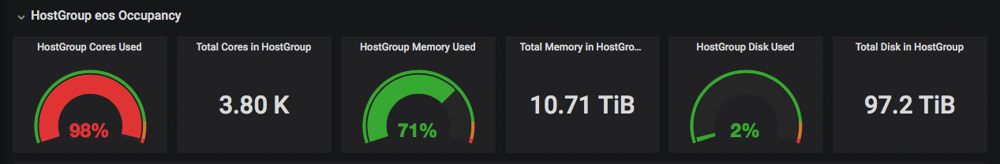 HostGroup eos Occupancy
HostGroup Cores Used
Total Cores in HostGroup
HostGroup Memory Used
Total Memory in HostGro...
HostGroup Disk Used
Total Disk in HostGroup
98%
3.80 K
71%
10.71 TiB
2%
97.2 TiB